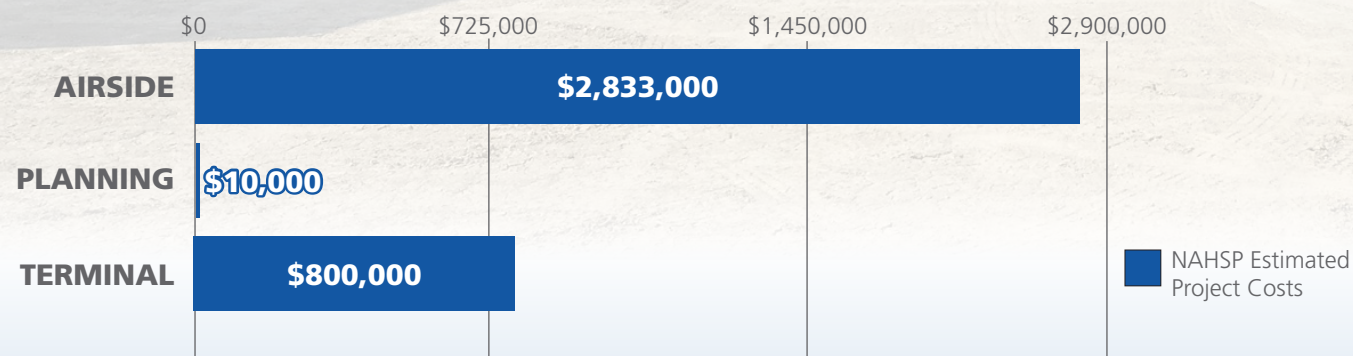 $0 $725,000 $1,450,000 $2,900,000
AIRSIDE $2,833,000
PLANNING $10,000
TERMINAL $800,000
NAHSP Estimated
Project Costs